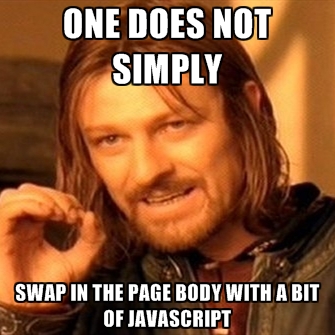 ONE DOES NOT
SIMPLY
SWAP IN THE PAGE BODY WITH A BIT
OF JAVASCRIPT